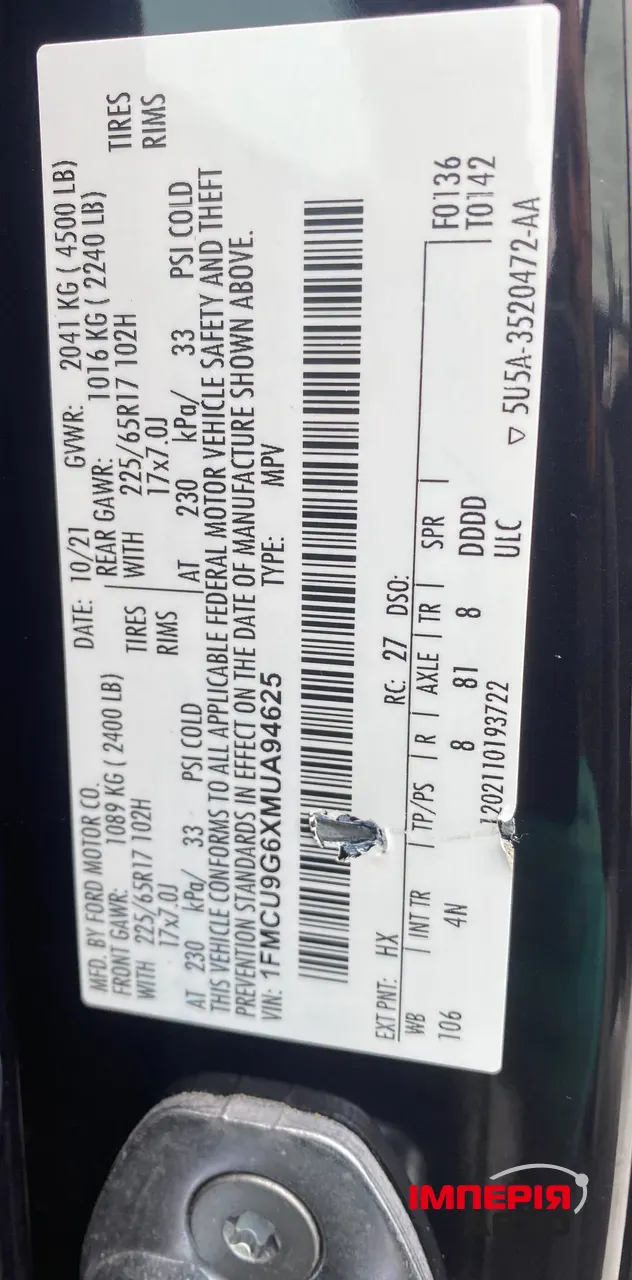 MFD. BY FORD MOTOR CO.
DATE: 10/21 GVWR: 2041 KG ( 4500 LB)
FRONT GAWR: 1089 KG ( 2400 LB) REAR GAWR: 1016 KG ( 2240 LB)
WITH 225/65R17 102H TIRES WITH 225/65R17 102H TIRES
17x7.0J RIMS 17x7.0J RIMS
AT 230 kPa/ 33 PSI COLD AT 230 kPa/ 33 PSI COLD
THIS VEHICLE CONFORMS TO ALL APPLICABLE FEDERAL MOTOR VEHICLE SAFETY AND THEFT
PREVENTION STANDARDS IN EFFECT ON THE DATE OF MANUFACTURE SHOWN ABOVE.
VIN: 1FMCU9G6XMUA94625 TYPE: MPV
EXT PNT: HX RC: 27 DSO:
WB INT TR TP/PS R AXLE TR SPR F0136
106 4N 8 81 8 DDDD T0142
12021 10193722 ULC
▽ 5U5A-3520472-AA
ІМПЕРІЯ
АВТО